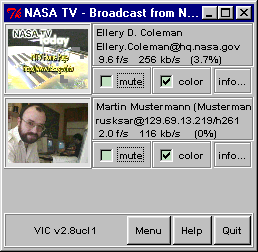 NASA TV - Broadcast from N...
NASA TV
Ellery D. Coleman
Ellery.Coleman@hq.nasa.gov
9.6 f/s 256 kb/s (3.7%)
mute color info...
Martin Mustermann (Musterman
rusksar@129.69.13.219/h261
2.0 f/s 116 kb/s (0%)
mute color info...
VIC v2.8ucl1 Menu Help Quit